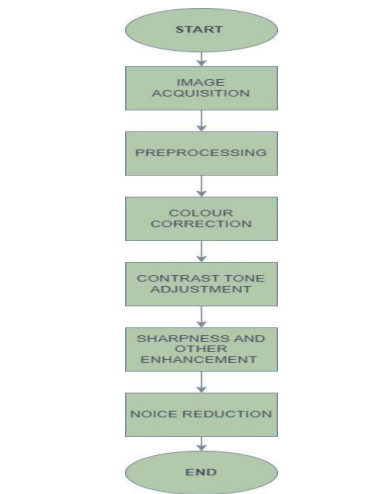 START
IMAGE
ACQUISITION
PREPROCESSING
COLOUR
CORRECTION
CONTRAST TONE
ADJUSTMENT
SHARPNESS AND
OTHER
ENHANCEMENT
NOICE REDUCTION
END